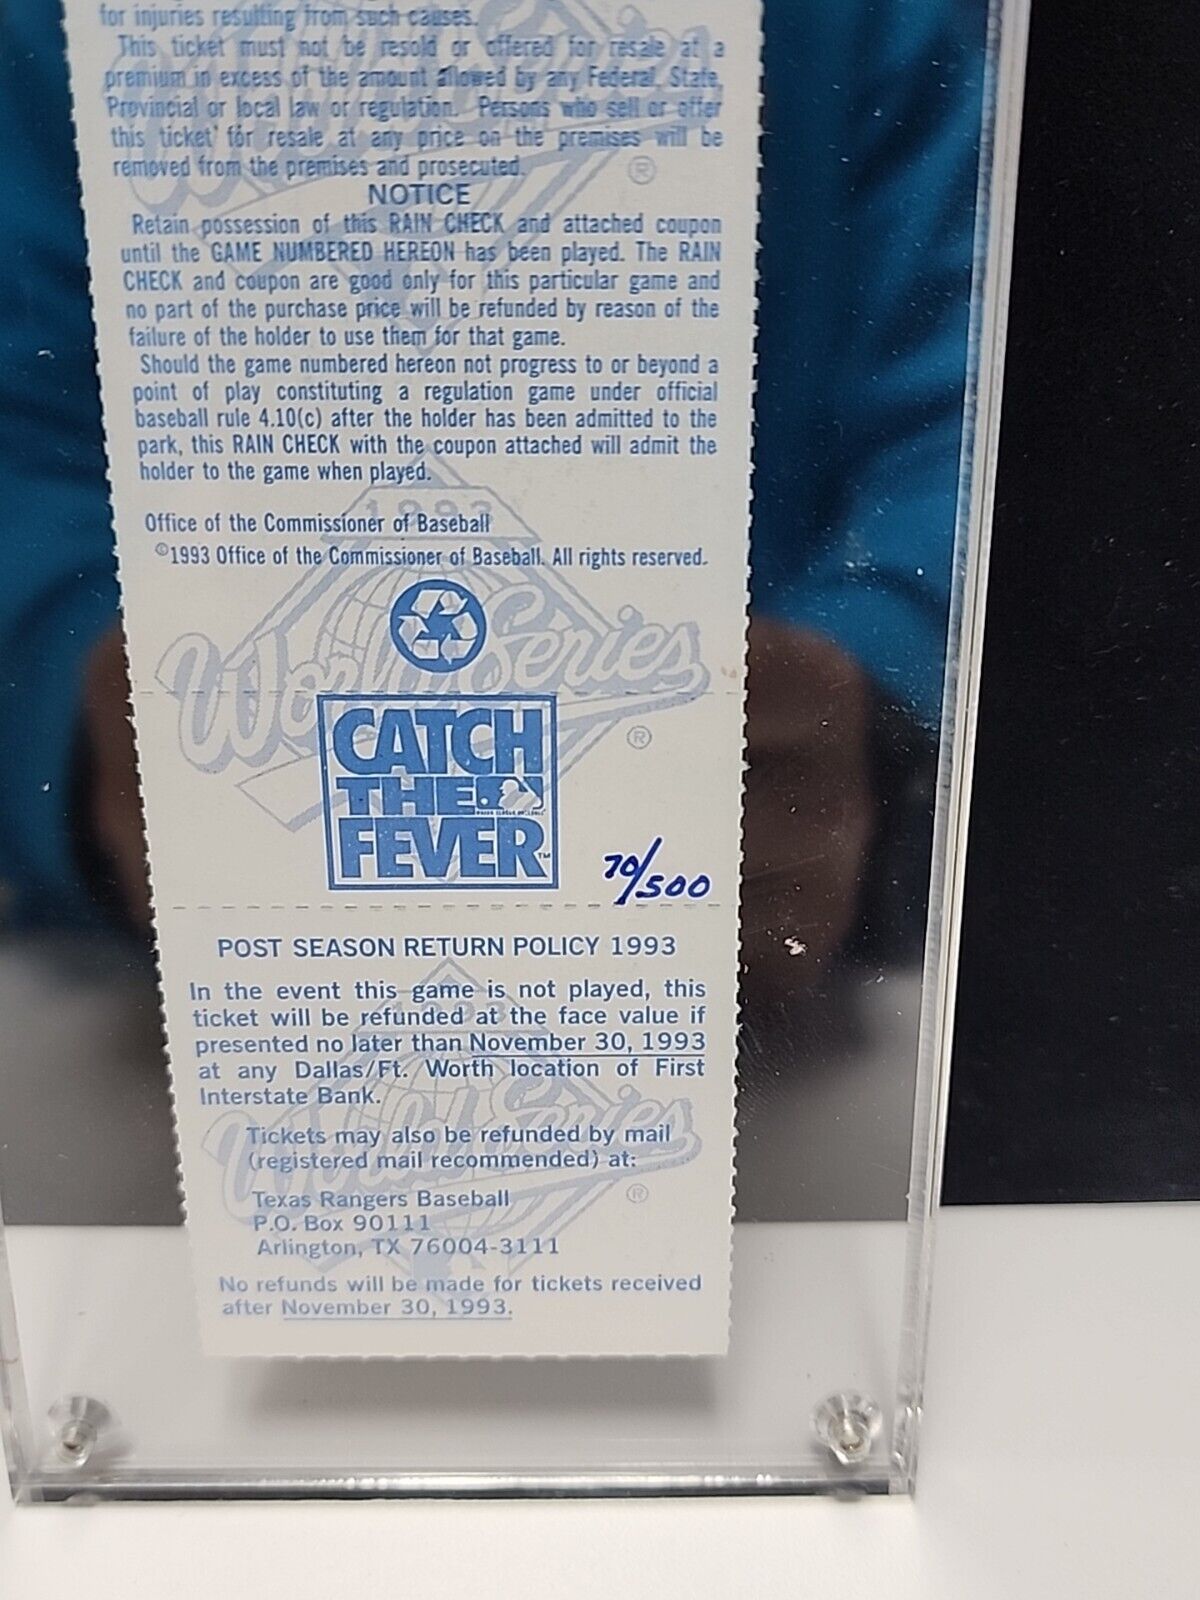 for injuries resulting from such causes.
This ticket must not be resold or offered for resale at a
premium in excess of the amount allowed by any Federal, State,
Provincial or local law or regulation. Persons who sell or offer
this ticket for resale at any price on the premises will be
removed from the premises and prosecuted.
®
NOTICE
Retain possession of this RAIN CHECK and attached coupon
until the GAME NUMBERED HEREON has been played. The RAIN
CHECK and coupon are good only for this particular game and
no part of the purchase price will be refunded by reason of the
failure of the holder to use them for that game.
Should the game numbered hereon not progress to or beyond a
point of play constituting a regulation game under official
baseball rule 4.10(c) after the holder has been admitted to the
park, this RAIN CHECK with the coupon attached will admit the
holder to the game when played.
1993
Office of the Commissioner of Baseball
©1993 Office of the Commissioner of Baseball. All rights reserved.
World Series
®
CATCH
THE
FEVER™
70/500
POST SEASON RETURN POLICY 1993
In the event this game is not played, this
ticket will be refunded at the face value if
presented no later than November 30, 1993
at any Dallas/Ft. Worth location of First
Interstate Bank.
World Series
Tickets may also be refunded by mail
(registered mail recommended) at:
®
Texas Rangers Baseball
P.O. Box 90111
Arlington, TX 76004-3111
No refunds will be made for tickets received
after November 30, 1993.